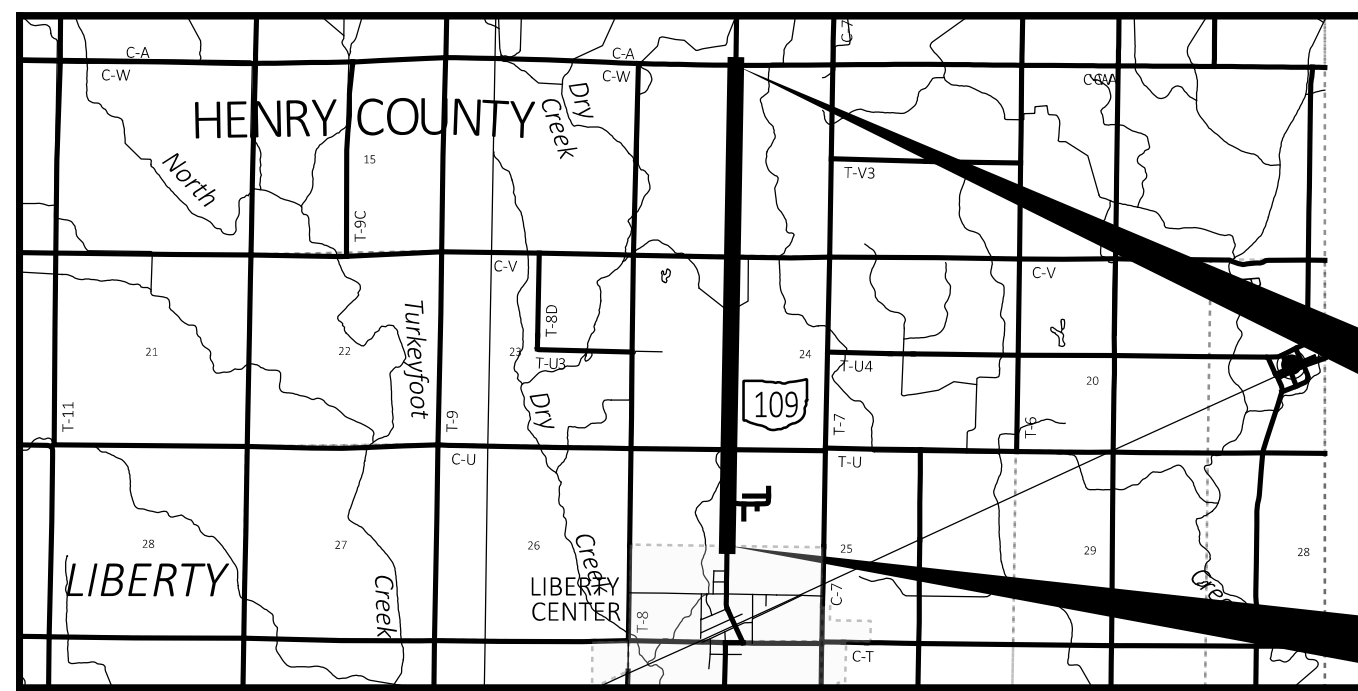 C-7
C-A
C-A
C-W
C-W
HENRY COUNTY
Dry
Creek
15
T-V3
North
T-9C
C-V
C-V
T-8D
Turkeyfoot
21
22
23
T-U3
24
T-U4
20
109
Dry
T-11
T-9
T-7
T-6
C-U
T-U
28
27
26
25
29
28
Creek
LIBERTY
Creek
LIBERTY
CENTER
T-8
C-7
C-T